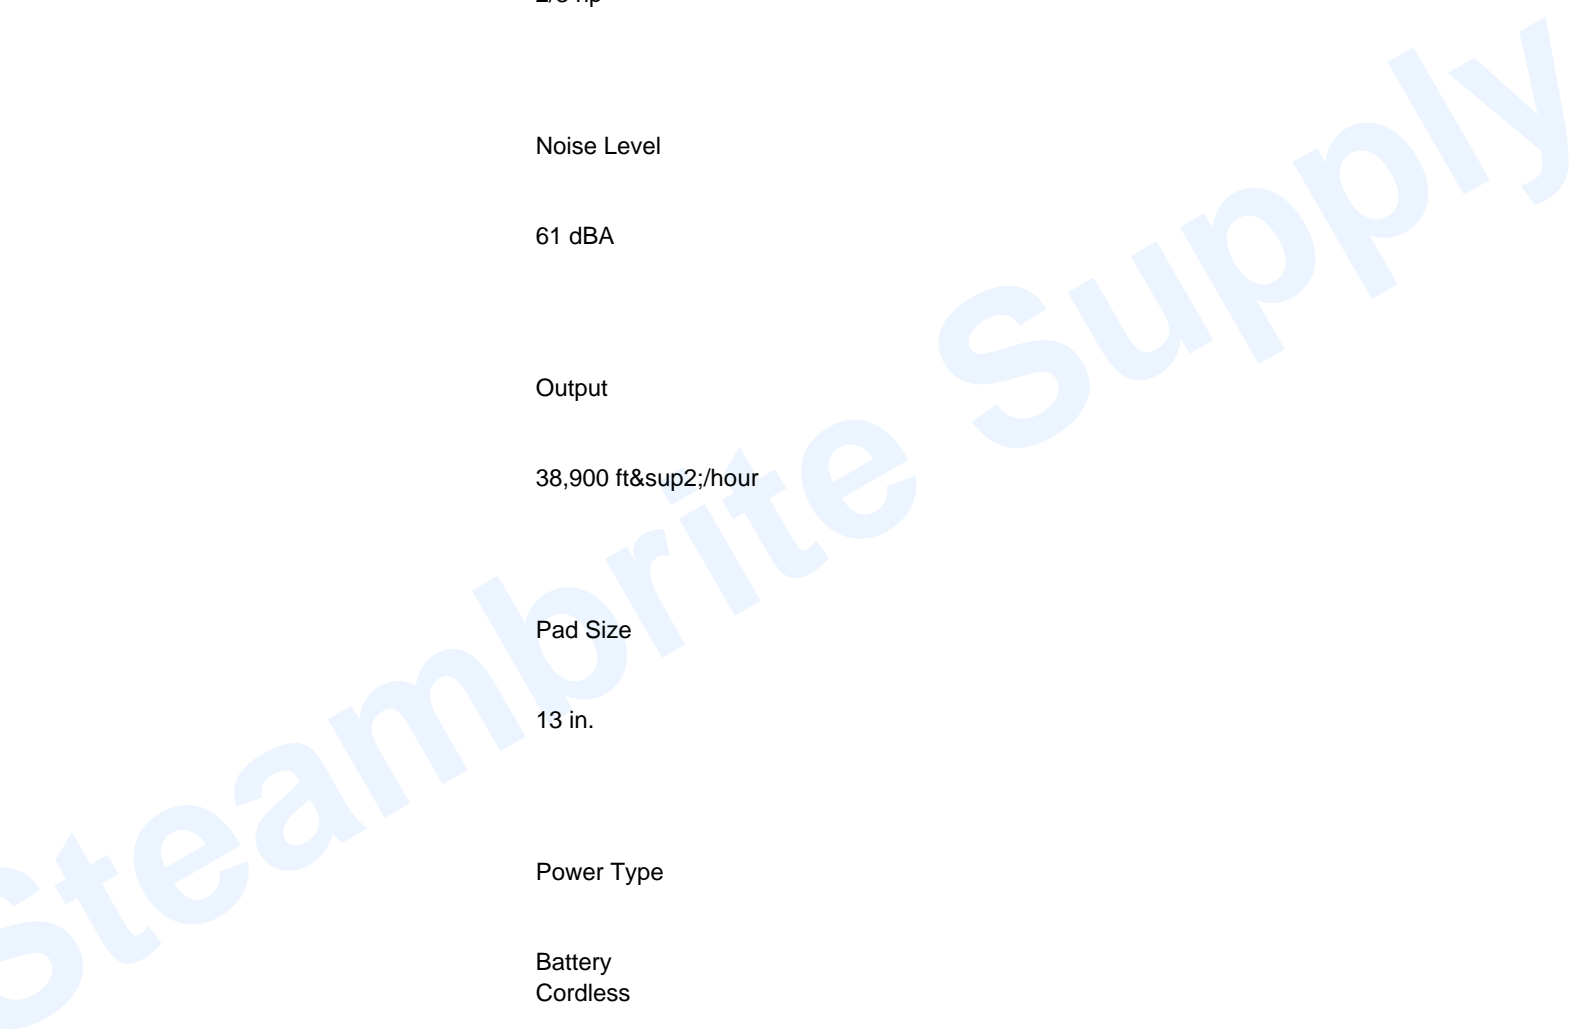 Noise Level
61 dBA
Output
38,900 ft&sup2;/hour
Pad Size
13 in.
Power Type
Battery
Cordless
Steambrite Supply